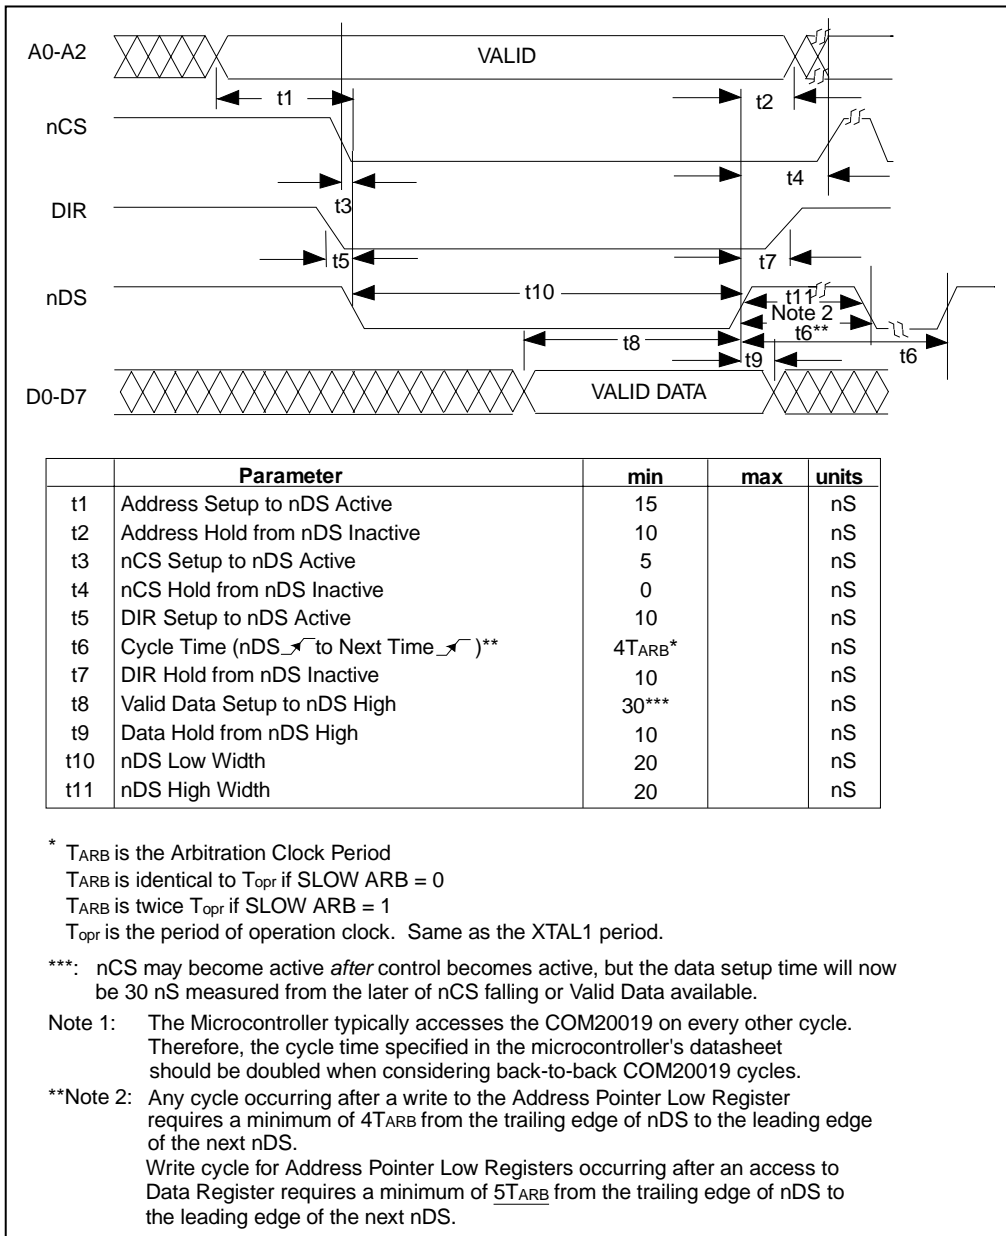 A0-A2
VALID
t1
t2
nCS
t3
t4
DIR
t5
t7
nDS
t10
t11
Note 2
t6**
t8
t6
t9
D0-D7
VALID DATA
Parameter min max units
t1 Address Setup to nDS Active 15 nS
t2 Address Hold from nDS Inactive 10 nS
t3 nCS Setup to nDS Active 5 nS
t4 nCS Hold from nDS Inactive 0 nS
t5 DIR Setup to nDS Active 10 nS
t6 Cycle Time (nDS to Next Time )** 4TARB* nS
t7 DIR Hold from nDS Inactive 10 nS
t8 Valid Data Setup to nDS High 30*** nS
t9 Data Hold from nDS High 10 nS
t10 nDS Low Width 20 nS
t11 nDS High Width 20 nS
* TARB is the Arbitration Clock Period
TARB is identical to Topr if SLOW ARB = 0
TARB is twice Topr if SLOW ARB = 1
Topr is the period of operation clock. Same as the XTAL1 period.
***: nCS may become active after control becomes active, but the data setup time will now
be 30 nS measured from the later of nCS falling or Valid Data available.
Note 1: The Microcontroller typically accesses the COM20019 on every other cycle.
Therefore, the cycle time specified in the microcontroller's datasheet
should be doubled when considering back-to-back COM20019 cycles.
**Note 2: Any cycle occurring after a write to the Address Pointer Low Register
requires a minimum of 4TARB from the trailing edge of nDS to the leading edge
of the next nDS.
Write cycle for Address Pointer Low Registers occurring after an access to
Data Register requires a minimum of 5TARB from the trailing edge of nDS to
the leading edge of the next nDS.